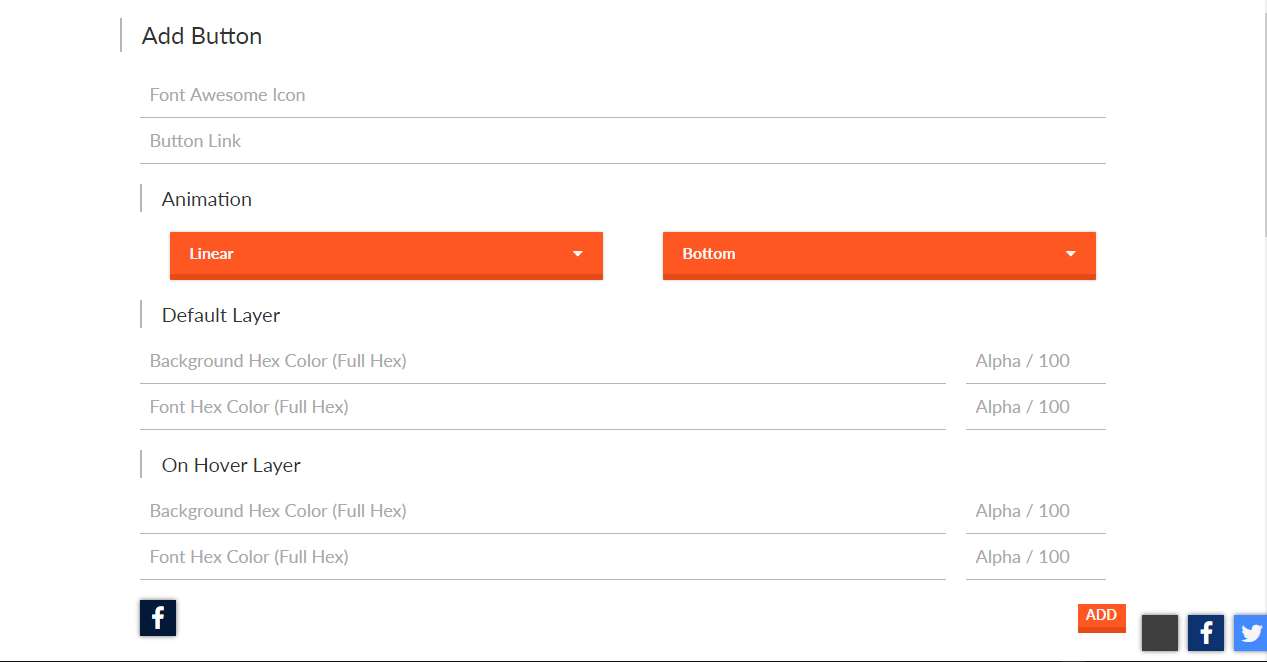 Add Button
Font Awesome Icon
Button Link
Animation
Linear Bottom
Default Layer
Background Hex Color (Full Hex) Alpha / 100
Font Hex Color (Full Hex) Alpha / 100
On Hover Layer
Background Hex Color (Full Hex) Alpha / 100
Font Hex Color (Full Hex) Alpha / 100
ADD